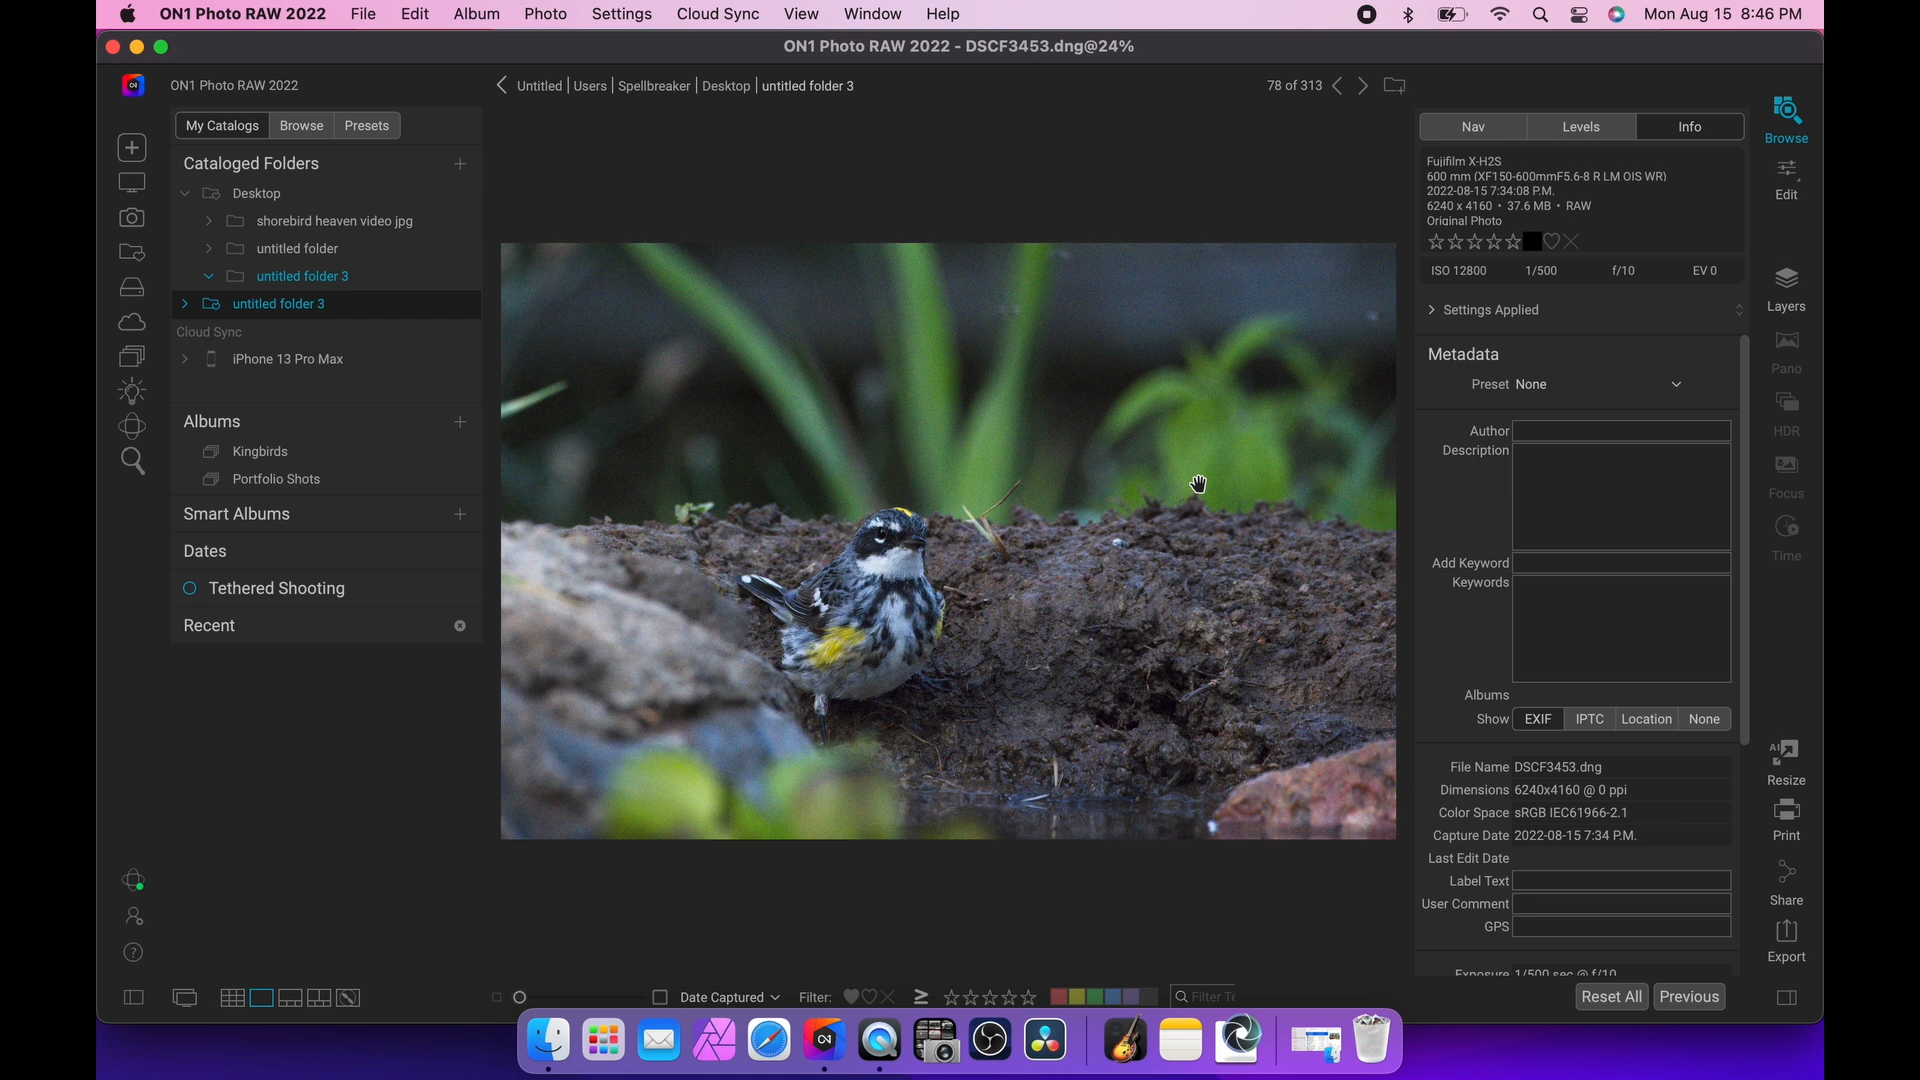 ON1 Photo RAW 2022 File Edit Album Photo Settings Cloud Sync View Window Help Mon Aug 15 8:46 PM
ON1 Photo RAW 2022 - DSCF3453.dng@24%
ON1 Photo RAW 2022
Untitled | Users | Spellbreaker | Desktop | untitled folder 3
78 of 313
My Catalogs Browse Presets
Cataloged Folders
Desktop
shorebird heaven video jpg
untitled folder
untitled folder 3
untitled folder 3
Cloud Sync
iPhone 13 Pro Max
Albums
Kingbirds
Portfolio Shots
Smart Albums
Dates
Tethered Shooting
Recent
Nav Levels Info
Fujifilm X-H2S
600 mm (XF150-600mmF5.6-8 R LM OIS WR)
2022-08-15 7:34:08 P.M.
6240 x 4160 • 37.6 MB • RAW
Original Photo
ISO 12800 1/500 f/10 EV 0
Settings Applied
Metadata
Preset None
Author
Description
Add Keyword
Keywords
Albums
Show EXIF IPTC Location None
File Name DSCF3453.dng
Dimensions 6240x4160 @ 0 ppi
Color Space sRGB IEC61966-2.1
Capture Date 2022-08-15 7:34 P.M.
Last Edit Date
Label Text
User Comment
GPS
Exposure 1/500 sec @ f/10
Browse
Edit
Layers
Pano
HDR
Focus
Time
AI
Resize
Print
Share
Export
Date Captured Filter: Filter Te
Reset All Previous